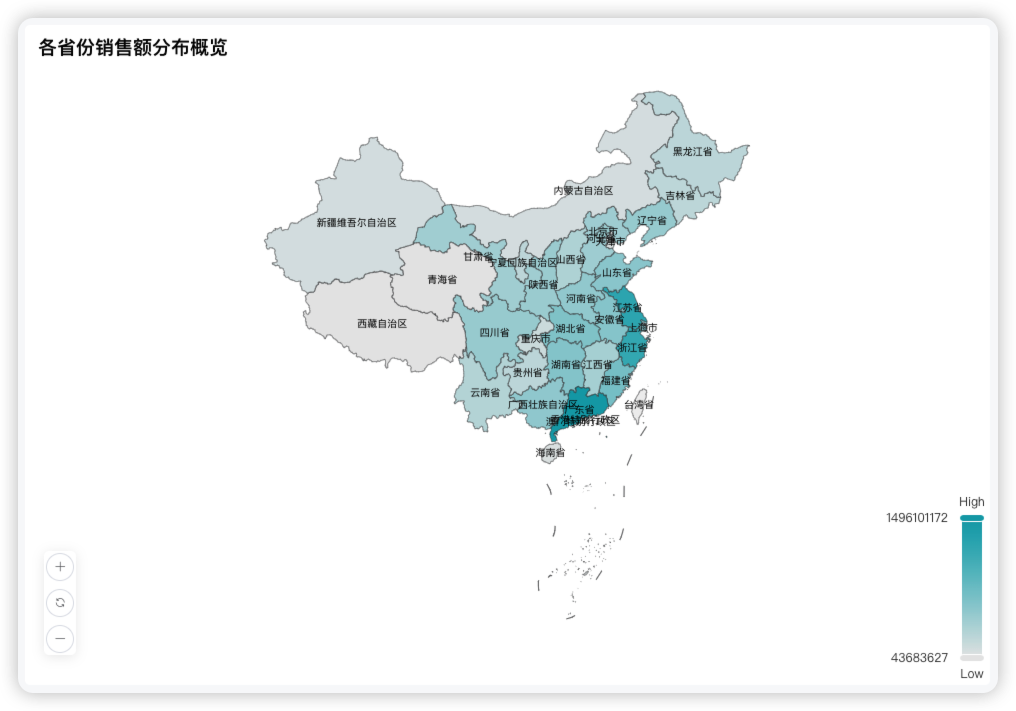 各省份销售额分布概览
黑龙江省
内蒙古自治区
吉林省
新疆维吾尔自治区
辽宁省
北京市
天津市
甘肃省
宁夏回族自治区
山西省
山东省
青海省
陕西省
河南省
江苏省
安徽省
西藏自治区
上海市
四川省
湖北省
重庆市
浙江省
湖南省
江西省
贵州省
福建省
云南省
广西壮族自治区
广东省
台湾省
海南省
High
1496101172
43683627
Low